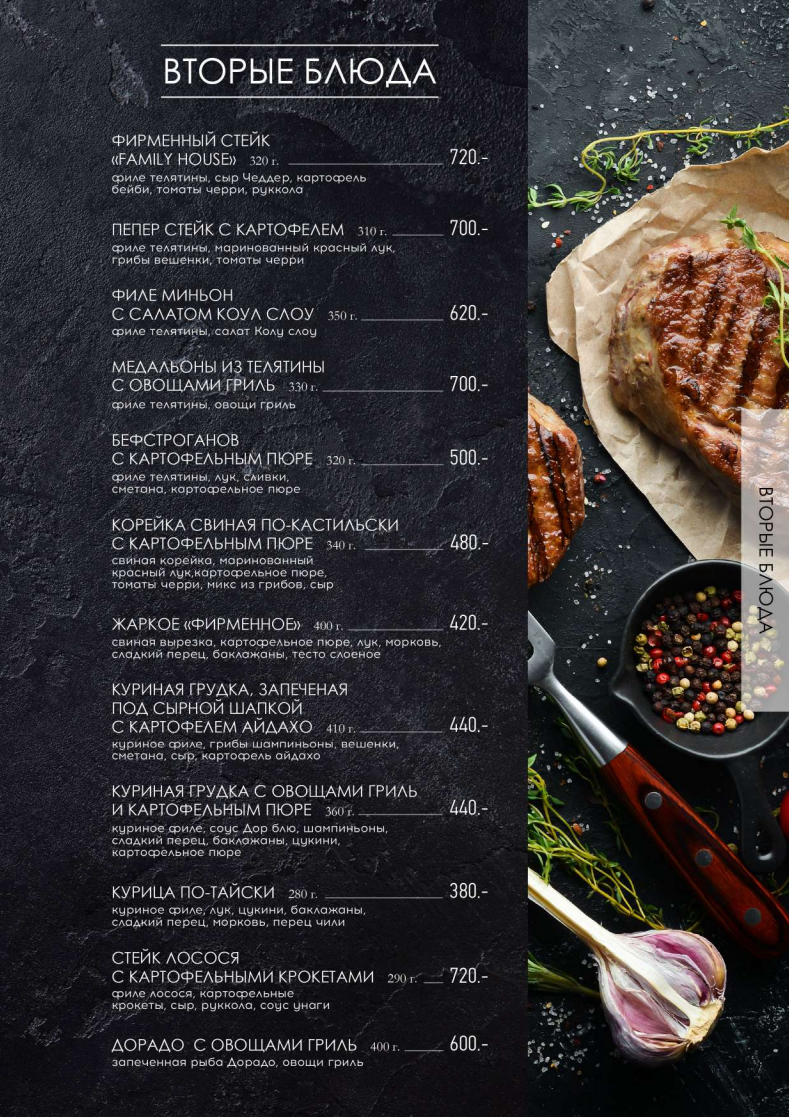 ВТОРЫЕ БЛЮДА
ФИРМЕННЫЙ СТЕЙК
«FAMILY HOUSE» 320 г. 720.-
филе телятины, сыр Чеддер, картофель
бейби, томаты черри, руккола
ПЕПЕР СТЕЙК С КАРТОФЕЛЕМ 310 г. 700.-
филе телятины, маринованный красный лук,
грибы вешенки, томаты черри
ФИЛЕ МИНЬОН
С САЛАТОМ КОУЛ СЛОУ 350 г. 620.-
филе телятины, салат Колу слоу
МЕДАЛЬОНЫ ИЗ ТЕЛЯТИНЫ
С ОВОЩАМИ ГРИЛЬ 330 г. 700.-
филе телятины, овощи гриль
БЕФСТРОГАНОВ
С КАРТОФЕЛЬНЫМ ПЮРЕ 320 г. 500.-
филе телятины, лук, сливки,
сметана, картофельное пюре
КОРЕЙКА СВИНАЯ ПО-КАСТИЛЬСКИ
С КАРТОФЕЛЬНЫМ ПЮРЕ 340 г. 480.-
свиная корейка, маринованный
красный лук,картофельное пюре,
томаты черри, микс из грибов, сыр
ЖАРКОЕ «ФИРМЕННОЕ» 400 г. 420.-
свиная вырезка, картофельное пюре, лук, морковь,
сладкий перец, баклажаны, тесто слоеное
КУРИНАЯ ГРУДКА, ЗАПЕЧЕНАЯ
ПОД СЫРНОЙ ШАПКОЙ
С КАРТОФЕЛЕМ АЙДАХО 410 г. 440.-
куриное филе, грибы шампиньоны, вешенки,
сметана, сыр, картофель айдахо
КУРИНАЯ ГРУДКА С ОВОЩАМИ ГРИЛЬ
И КАРТОФЕЛЬНЫМ ПЮРЕ 360 г. 440.-
куриное филе, соус Дор блю, шампиньоны,
сладкий перец, баклажаны, цукини,
картофельное пюре
КУРИЦА ПО-ТАЙСКИ 280 г. 380.-
куриное филе, лук, цукини, баклажаны,
сладкий перец, морковь, перец чили
СТЕЙК ЛОСОСЯ
С КАРТОФЕЛЬНЫМИ КРОКЕТАМИ 290 г. 720.-
филе лосося, картофельные
крокеты, сыр, руккола, соус унаги
ДОРАДО С ОВОЩАМИ ГРИЛЬ 400 г. 600.-
запеченная рыба Дорадо, овощи гриль
ВТОРЫЕ БЛЮДА